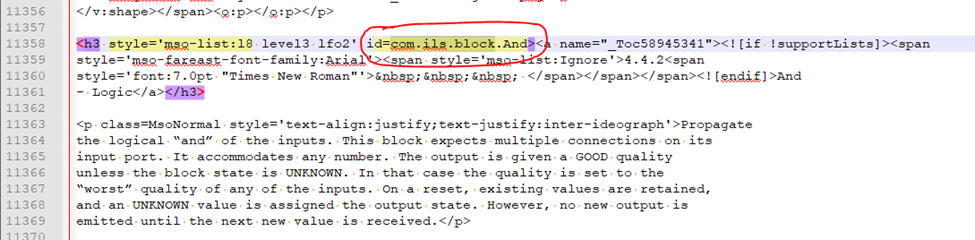 11356 </v:shape></span><o:p></o:p></p>
11357
11358 <h3 style='mso-list:l8 level3 lfo2' id=com.ils.block.And><a name="_Toc58945341"><![if !supportLists]><span
11359 style='mso-fareast-font-family:Arial'><span style='mso-list:Ignore'>4.4.2<span
11360 style='font:7.0pt "Times New Roman"'>&nbsp;&nbsp;&nbsp; </span></span></span><![endif]>And
11361 - Logic</a></h3>
11362
11363 <p class=MsoNormal style='text-align:justify;text-justify:inter-ideograph'>Propagate
11364 the logical “and” of the inputs. This block expects multiple connections on its
11365 input port. It accommodates any number. The output is given a GOOD quality
11366 unless the block state is UNKNOWN. In that case the quality is set to the
11367 “worst” quality of any of the inputs. On a reset, existing values are retained,
11368 and an UNKNOWN value is assigned the output state. However, no new output is
11369 emitted until the next new value is received.</p>
11370